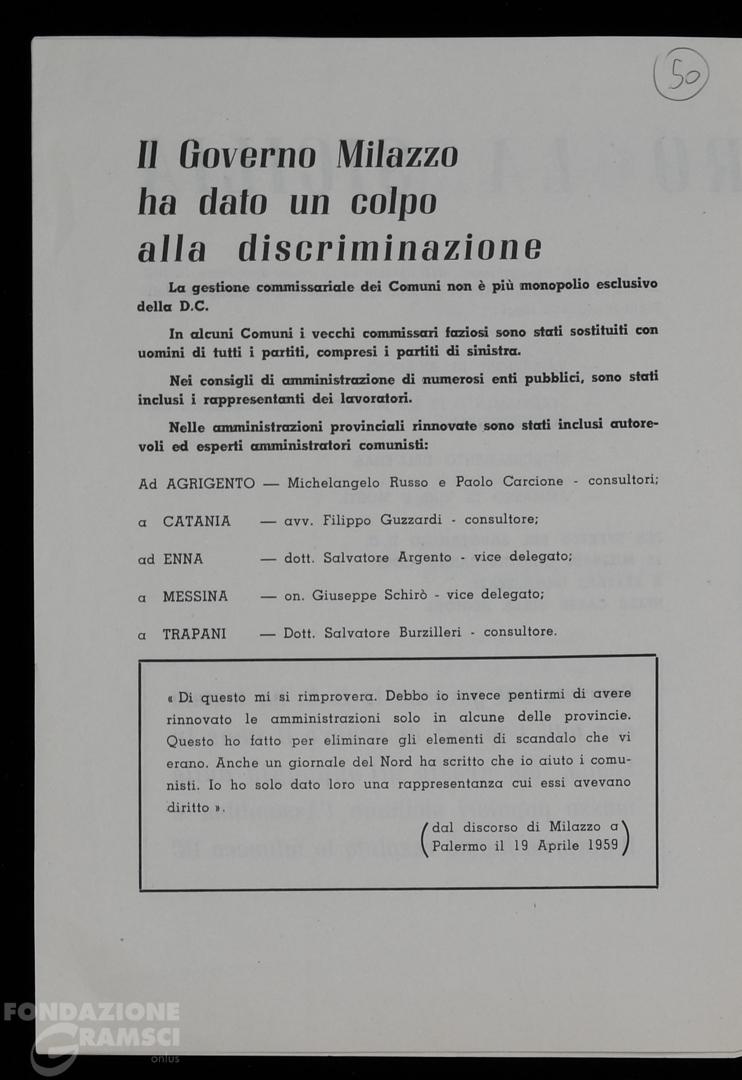 50
Il Governo Milazzo
ha dato un colpo
alla discriminazione
La gestione commissariale dei Comuni non è più monopolio esclusivo
della D.C.
In alcuni Comuni i vecchi commissari faziosi sono stati sostituiti con
uomini di tutti i partiti, compresi i partiti di sinistra.
Nei consigli di amministrazione di numerosi enti pubblici, sono stati
inclusi i rappresentanti dei lavoratori.
Nelle amministrazioni provinciali rinnovate sono stati inclusi autore-
voli ed esperti amministratori comunisti:
Ad AGRIGENTO — Michelangelo Russo e Paolo Carcione - consultori;
a CATANIA — avv. Filippo Guzzardi - consultore;
ad ENNA — dott. Salvatore Argento - vice delegato;
a MESSINA — on. Giuseppe Schirò - vice delegato;
a TRAPANI — Dott. Salvatore Burzilleri - consultore.
« Di questo mi si rimprovera. Debbo io invece pentirmi di avere
rinnovato le amministrazioni solo in alcune delle provincie.
Questo ho fatto per eliminare gli elementi di scandalo che vi
erano. Anche un giornale del Nord ha scritto che io aiuto i comu-
nisti. Io ho solo dato loro una rappresentanza cui essi avevano
diritto ».
(dal discorso di Milazzo a
Palermo il 19 Aprile 1959)
FONDAZIONE
GRAMSCI
onlus